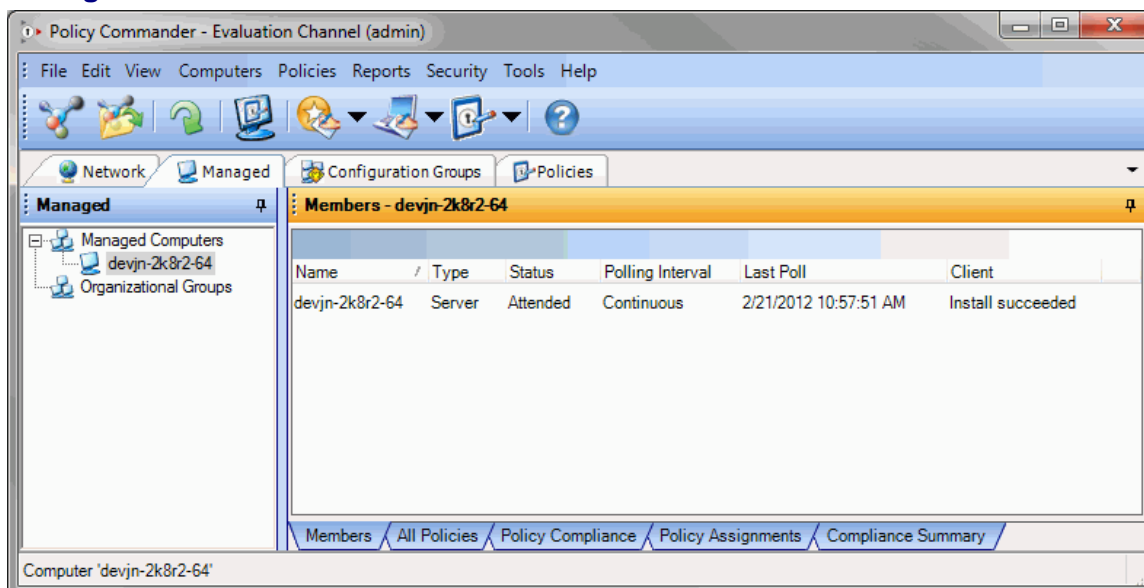 Policy Commander - Evaluation Channel (admin)
File Edit View Computers Policies Reports Security Tools Help
Network Managed Configuration Groups Policies
Managed Members - devjn-2k8r2-64
Managed Computers
devjn-2k8r2-64
Organizational Groups
Name / Type Status Polling Interval Last Poll Client
devjn-2k8r2-64 Server Attended Continuous 2/21/2012 10:57:51 AM Install succeeded
Members All Policies Policy Compliance Policy Assignments Compliance Summary
Computer 'devjn-2k8r2-64'